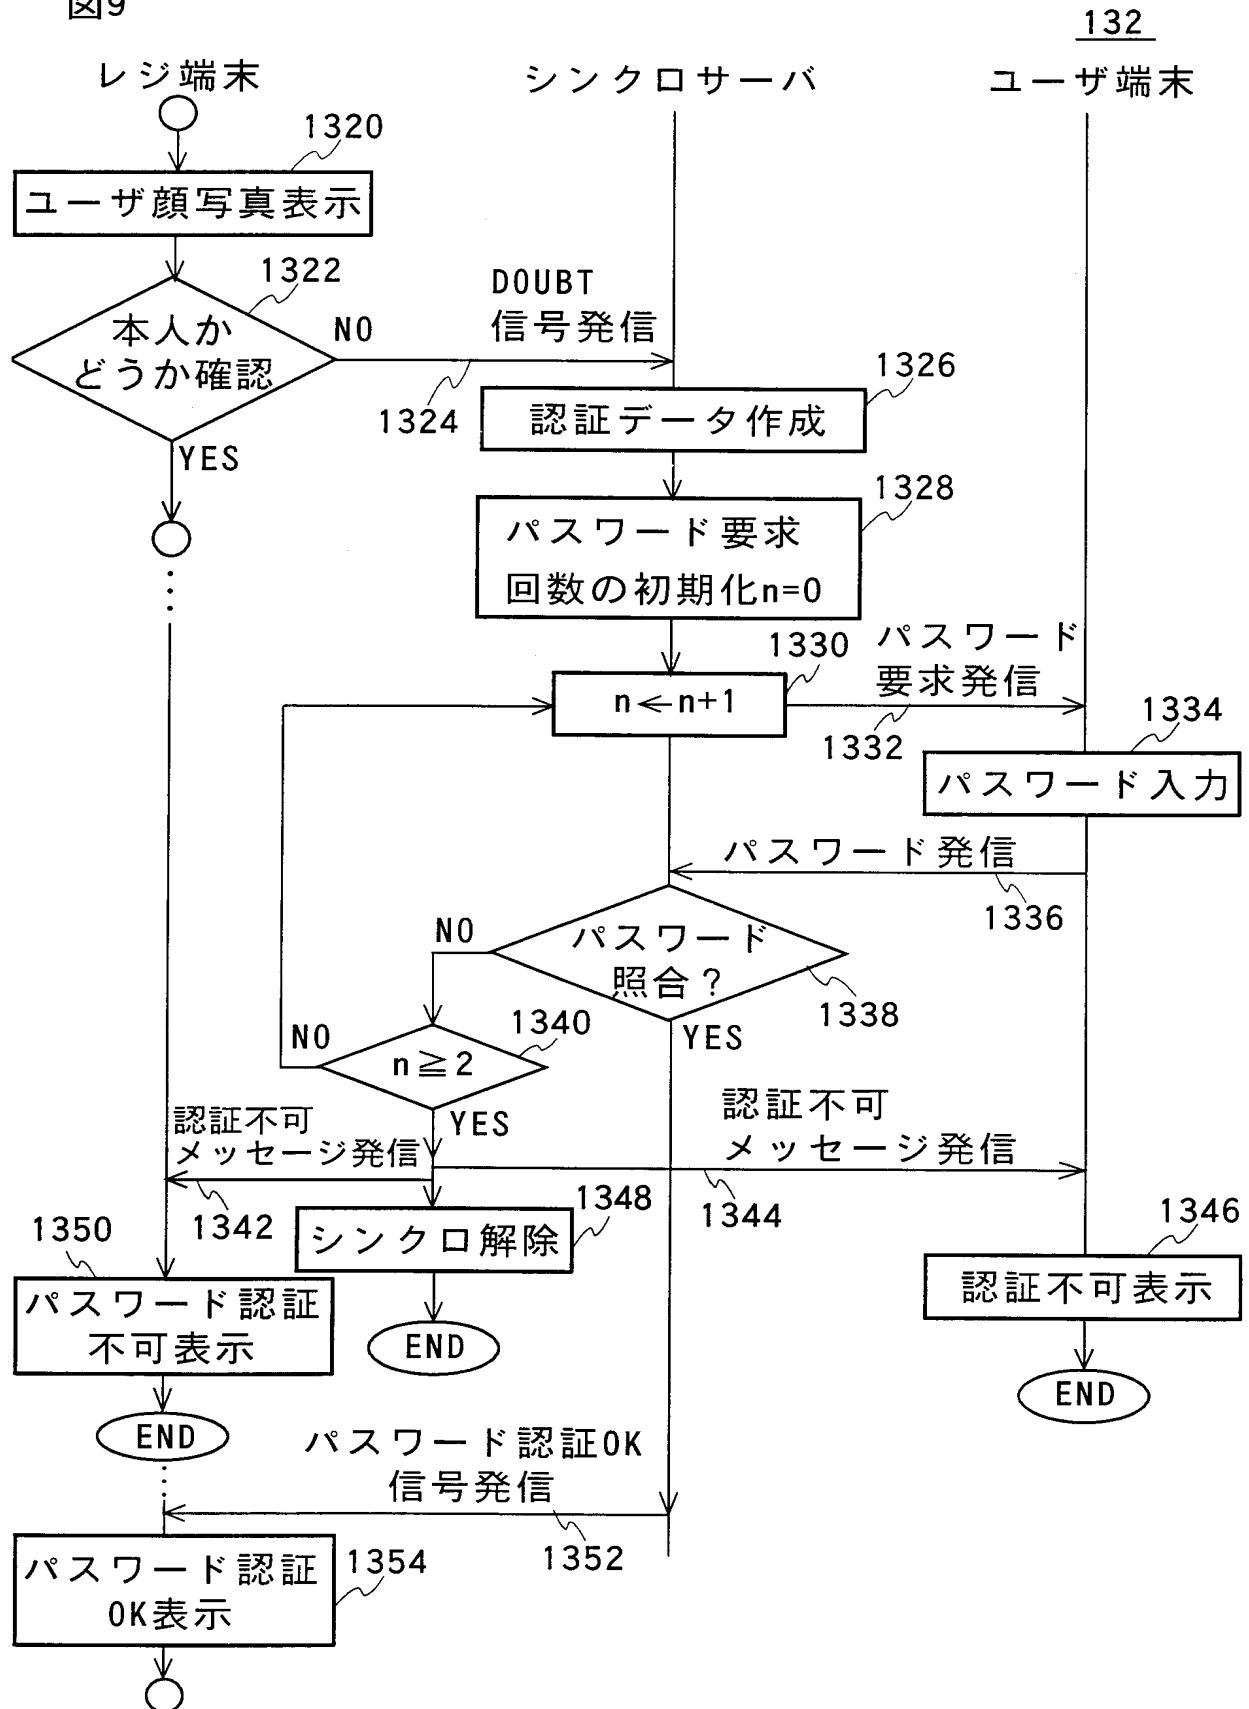 図9
132
レジ端末
シンクロサーバ
ユーザ端末
1320
ユーザ顔写真表示
1322
本人か
どうか確認
NO
YES
DOUBT
信号発信
1324
1326
認証データ作成
1328
パスワード要求
回数の初期化n=0
1330
n←n+1
パスワード
要求発信
1332
1334
パスワード入力
パスワード発信
1336
パスワード
照合？
1338
NO
YES
1340
n≧2
NO
YES
認証不可
メッセージ発信
1342
認証不可
メッセージ発信
1344
1346
認証不可表示
END
1348
シンクロ解除
END
1350
パスワード認証
不可表示
END
パスワード認証OK
信号発信
1352
1354
パスワード認証
OK表示